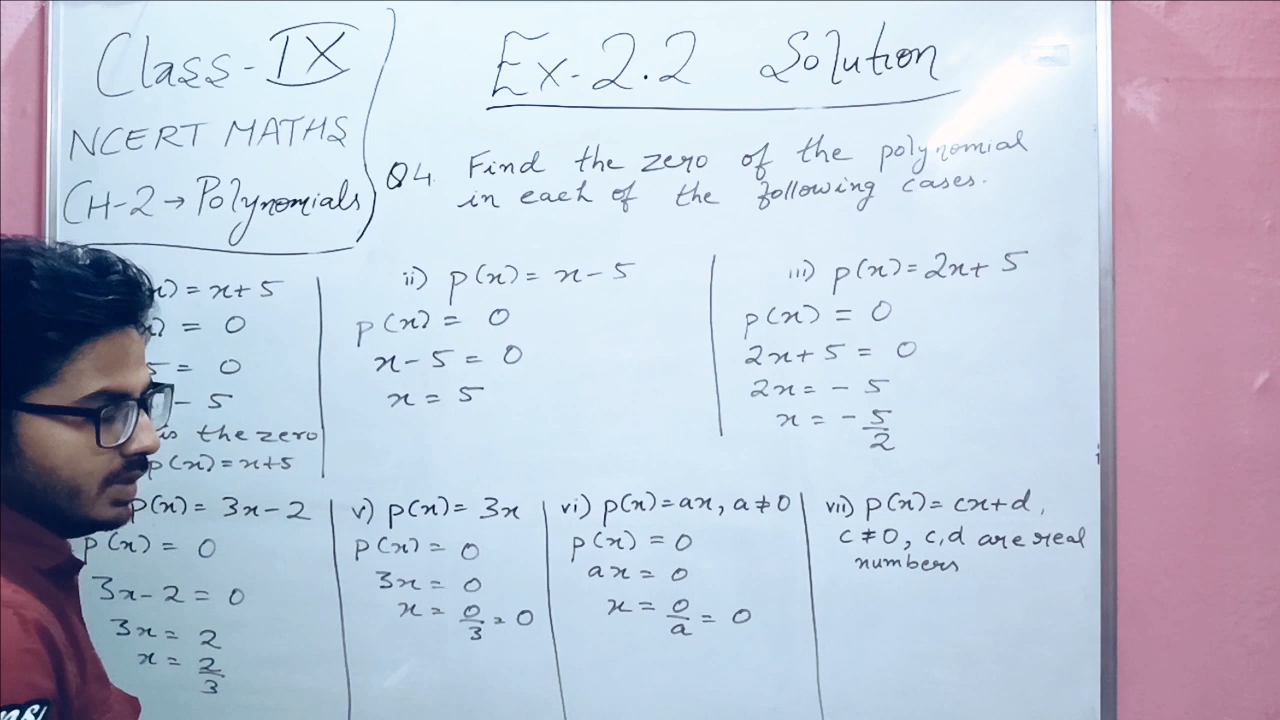 Class-IX
NCERT MATHS
CH-2 → Polynomials
Ex-2.2 Solution
Q4. Find the zero of the polynomial
in each of the following cases.
x) = x+5
x) = 0
5 = 0
- 5
is the zero
p(x) = x+5
ii) p(x) = x-5
p(x) = 0
x-5 = 0
x = 5
iii) p(x) = 2x+5
p(x) = 0
2x+5 = 0
2x = -5
x = -5/2
p(x) = 3x-2
p(x) = 0
3x-2 = 0
3x = 2
x = 2/3
v) p(x) = 3x
p(x) = 0
3x = 0
x = 0/3 = 0
vi) p(x) = ax, a≠0
p(x) = 0
ax = 0
x = 0/a = 0
vii) p(x) = cx+d,
c≠0, c,d are real
numbers